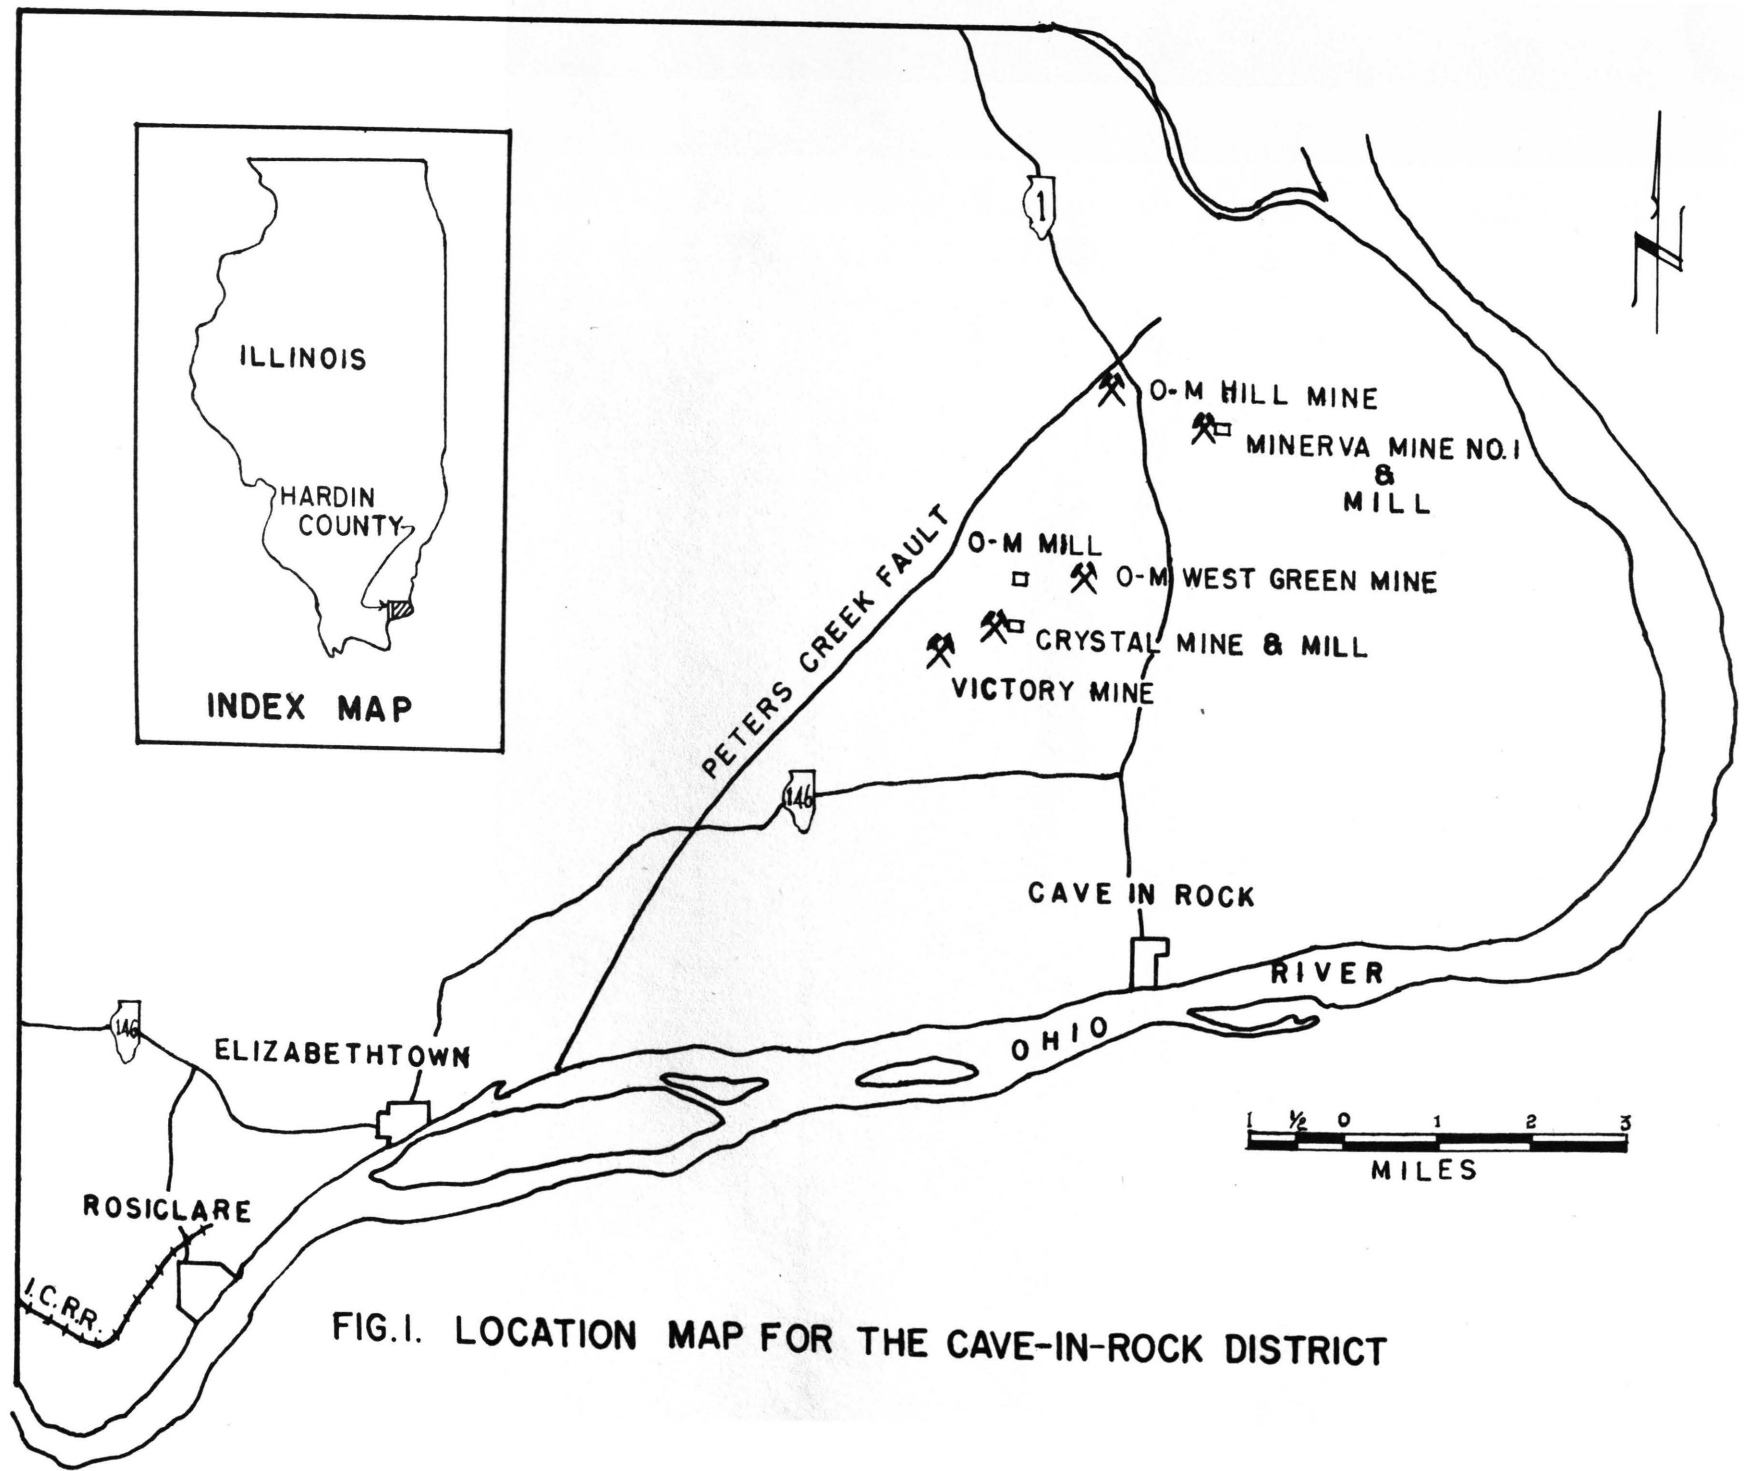 1
ILLINOIS
HARDIN
COUNTY
INDEX MAP
O-M HILL MINE
MINERVA MINE NO. 1
&
MILL
O-M MILL
O-M WEST GREEN MINE
CRYSTAL MINE & MILL
VICTORY MINE
PETERS CREEK FAULT
146
CAVE IN ROCK
RIVER
OHIO
146
ELIZABETHTOWN
ROSICLARE
I.C.R.R.
1 ½ 0 1 2 3
MILES
FIG. 1. LOCATION MAP FOR THE CAVE-IN-ROCK DISTRICT